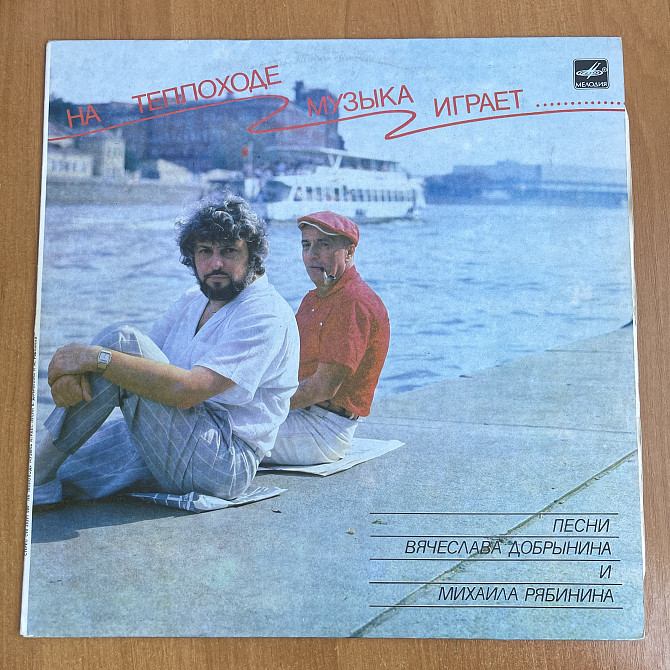 НА ТЕПЛОХОДЕ МУЗЫКА ИГРАЕТ ............
МЕЛОДИЯ
ПЕСНИ
ВЯЧЕСЛАВА ДОБРЫНИНА
И
МИХАИЛА РЯБИНИНА